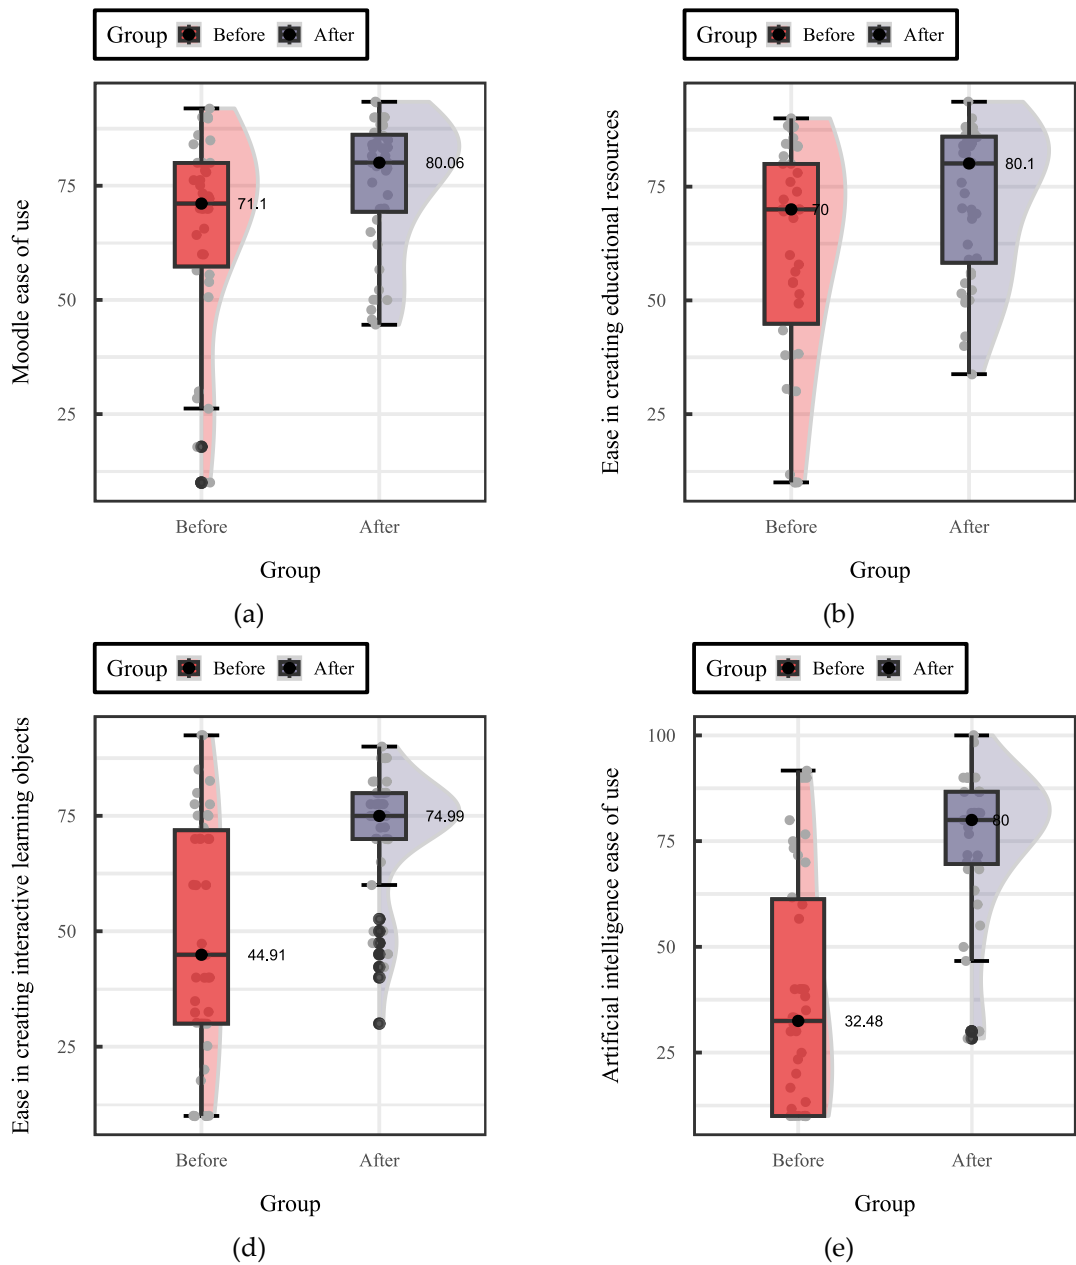 Group Before After
Moodle ease of use
75
50
25
71.1
80.06
Before After
Group
(a)
Group Before After
Ease in creating educational resources
75
50
25
70
80.1
Before After
Group
(b)
Group Before After
Ease in creating interactive learning objects
75
50
25
44.91
74.99
Before After
Group
(d)
Group Before After
Artificial intelligence ease of use
100
75
50
25
32.48
80
Before After
Group
(e)